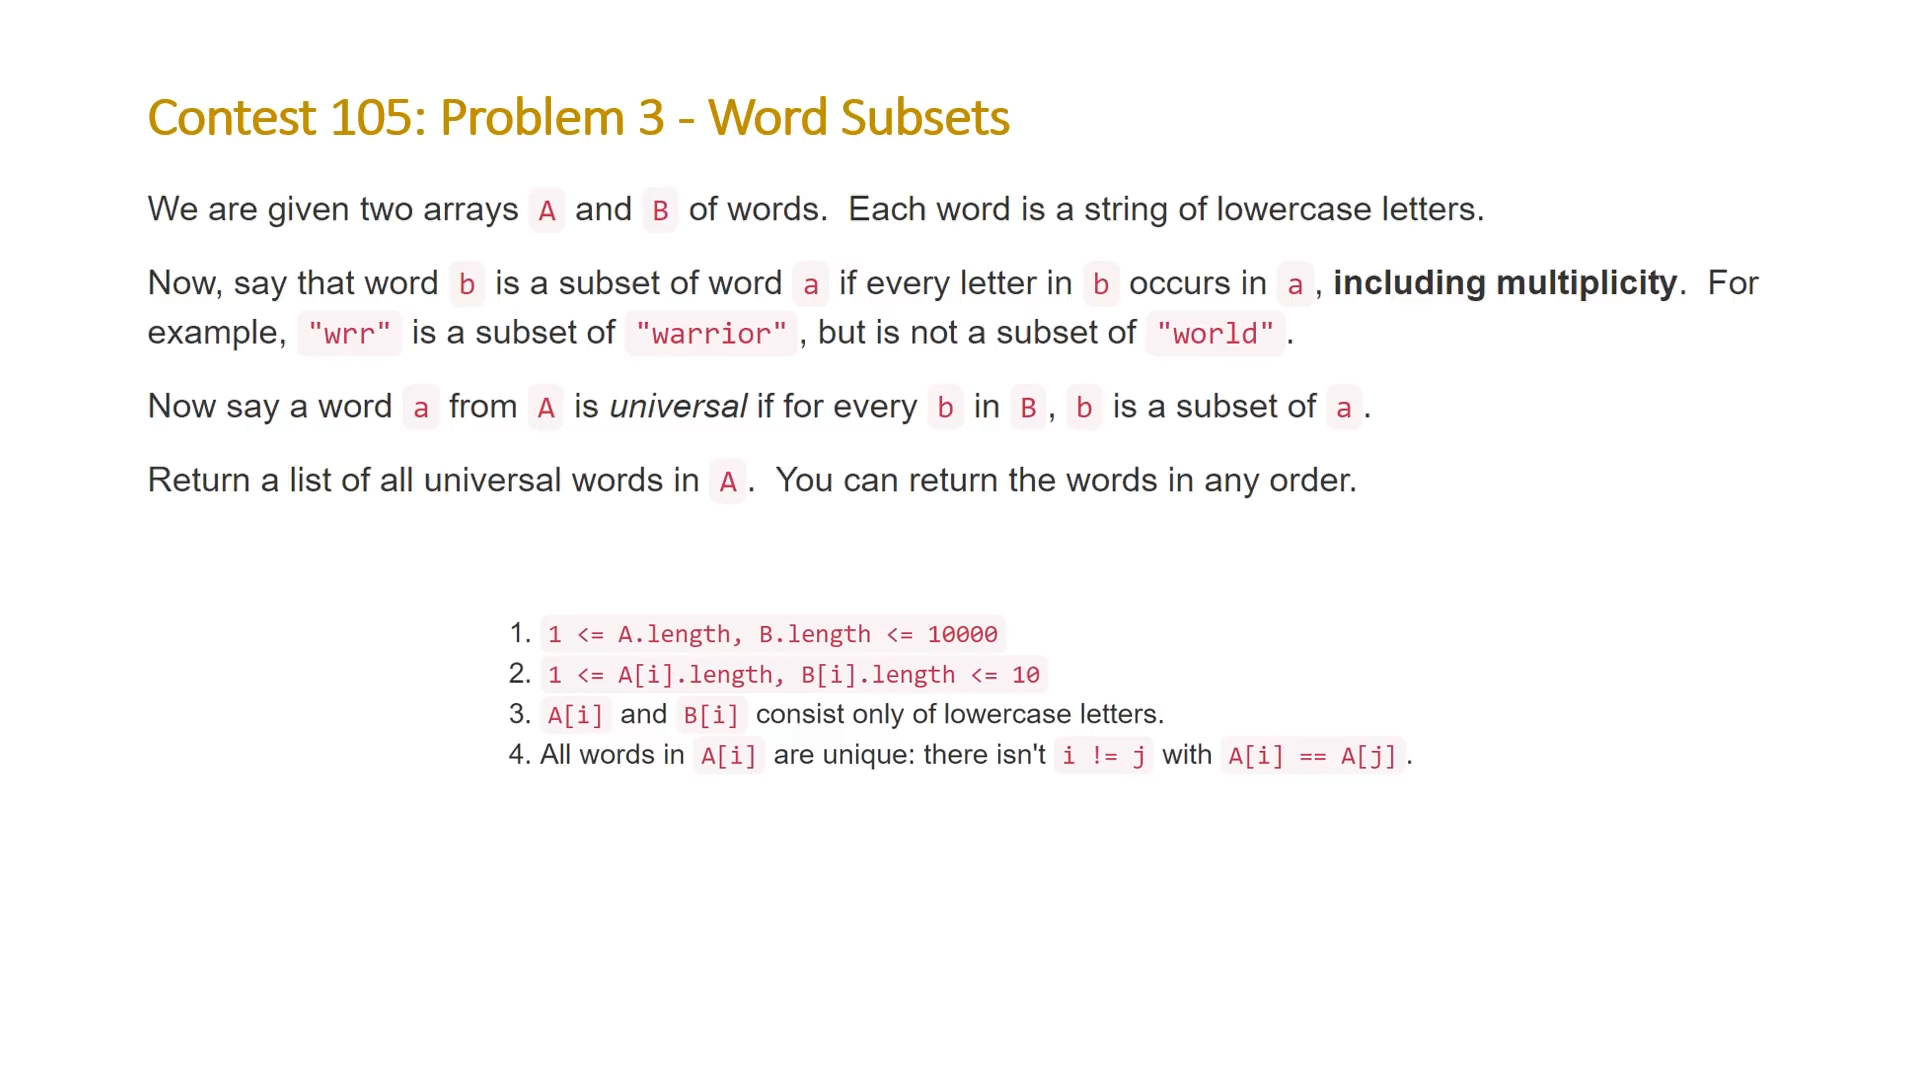 Contest 105: Problem 3 - Word Subsets
We are given two arrays A and B of words. Each word is a string of lowercase letters.
Now, say that word b is a subset of word a if every letter in b occurs in a, including multiplicity. For
example, "wrr" is a subset of "warrior", but is not a subset of "world".
Now say a word a from A is universal if for every b in B, b is a subset of a.
Return a list of all universal words in A. You can return the words in any order.
1. 1 <= A.length, B.length <= 10000
2. 1 <= A[i].length, B[i].length <= 10
3. A[i] and B[i] consist only of lowercase letters.
4. All words in A[i] are unique: there isn't i != j with A[i] == A[j].